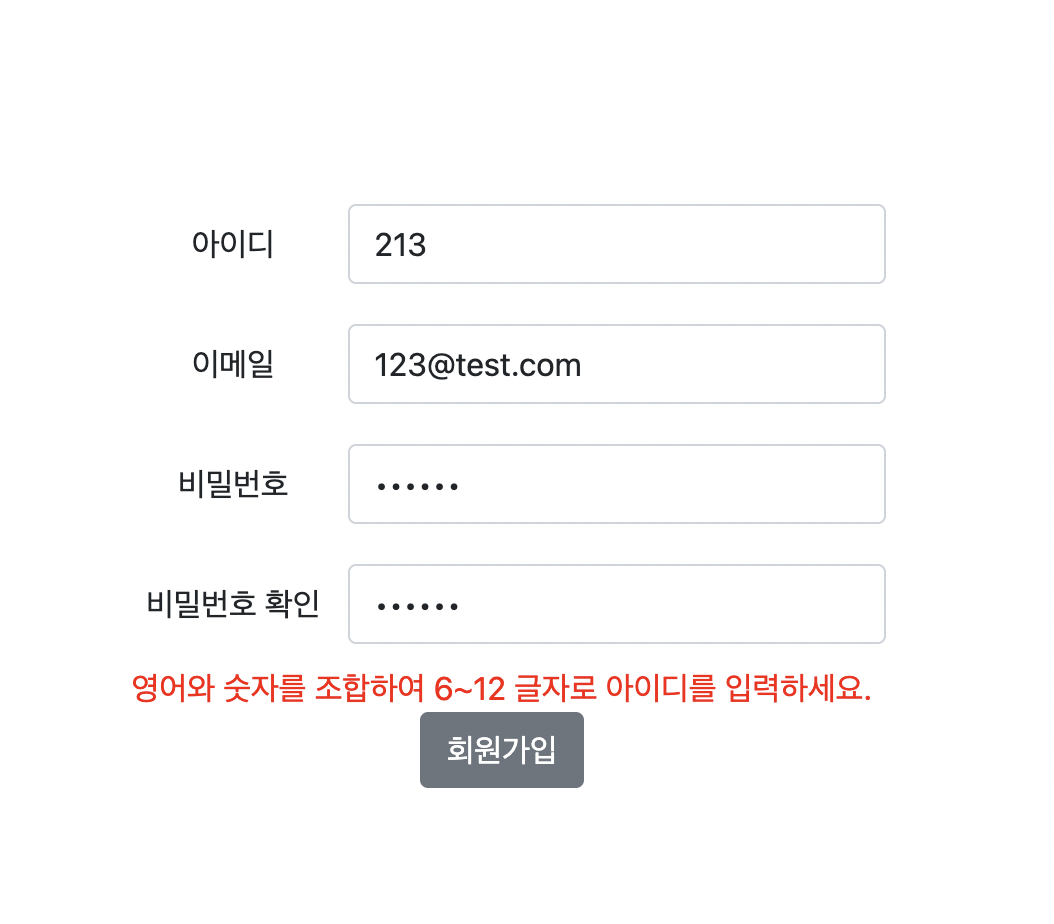 아이디 213
이메일 123@test.com
비밀번호 ••••••
비밀번호 확인 ••••••
영어와 숫자를 조합하여 6~12 글자로 아이디를 입력하세요.
회원가입